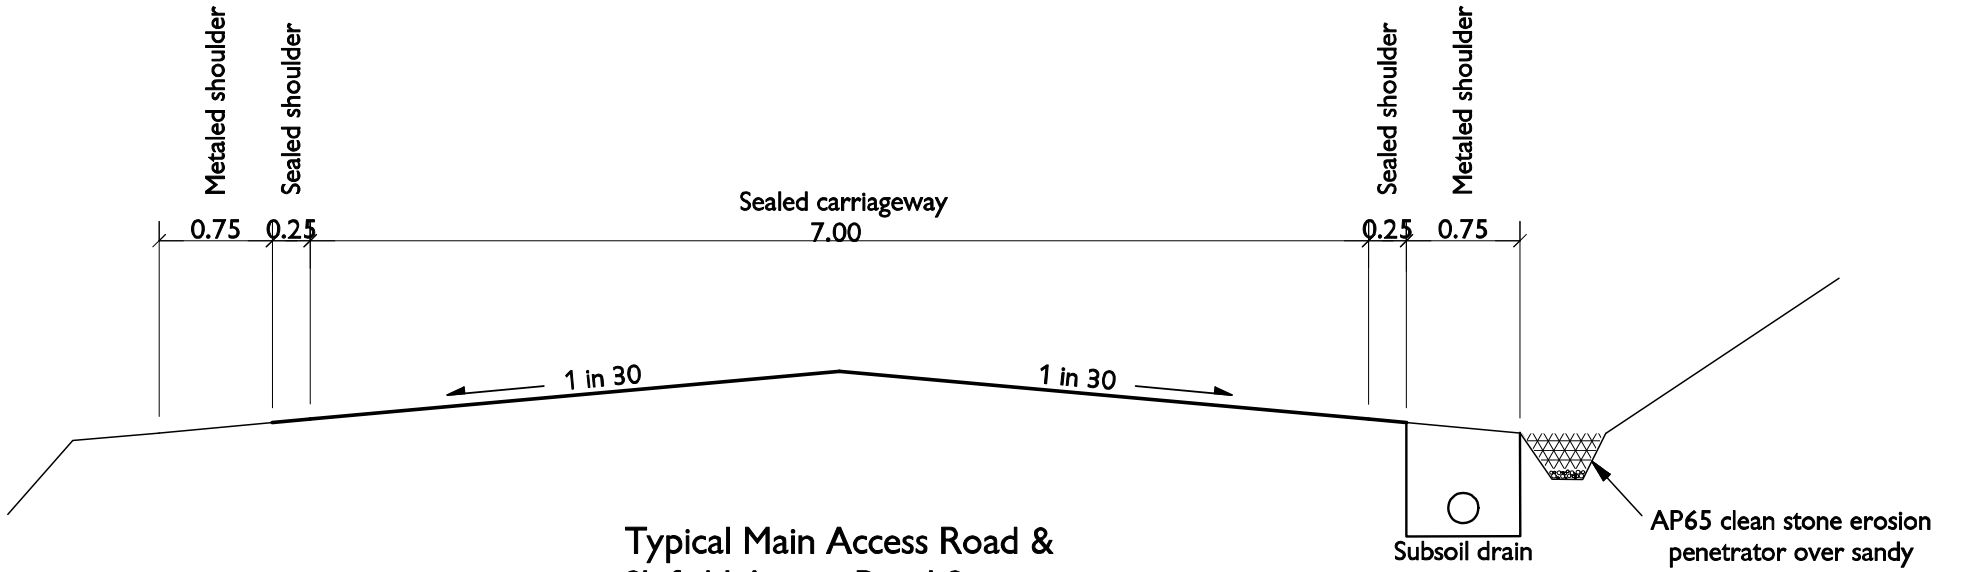 Metaled shoulder
Sealed shoulder
Sealed shoulder
Metaled shoulder
Sealed carriageway
0.75
0.25
7.00
0.25
0.75
1 in 30
1 in 30
Typical Main Access Road &
Subsoil drain
AP65 clean stone erosion
penetrator over sandy